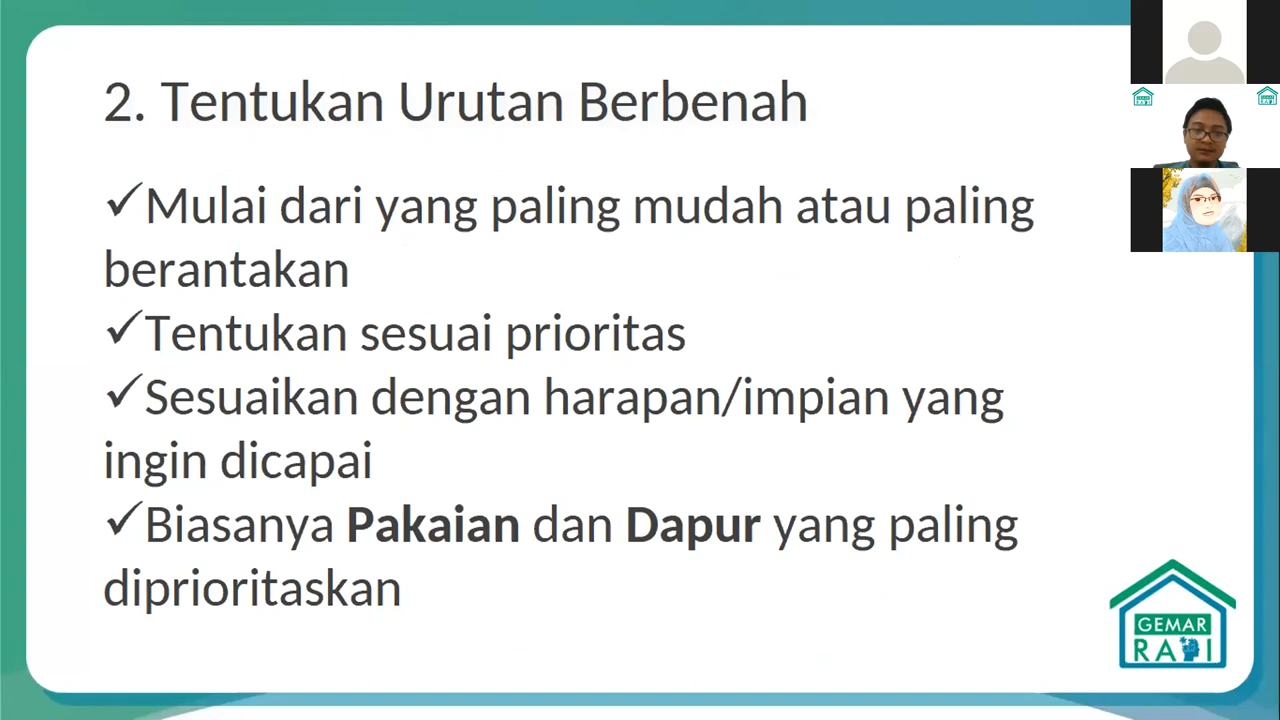 2. Tentukan Urutan Berbenah
✓Mulai dari yang paling mudah atau paling
berantakan
✓Tentukan sesuai prioritas
✓Sesuaikan dengan harapan/impian yang
ingin dicapai
✓Biasanya Pakaian dan Dapur yang paling
diprioritaskan
GEMAR
RAPI